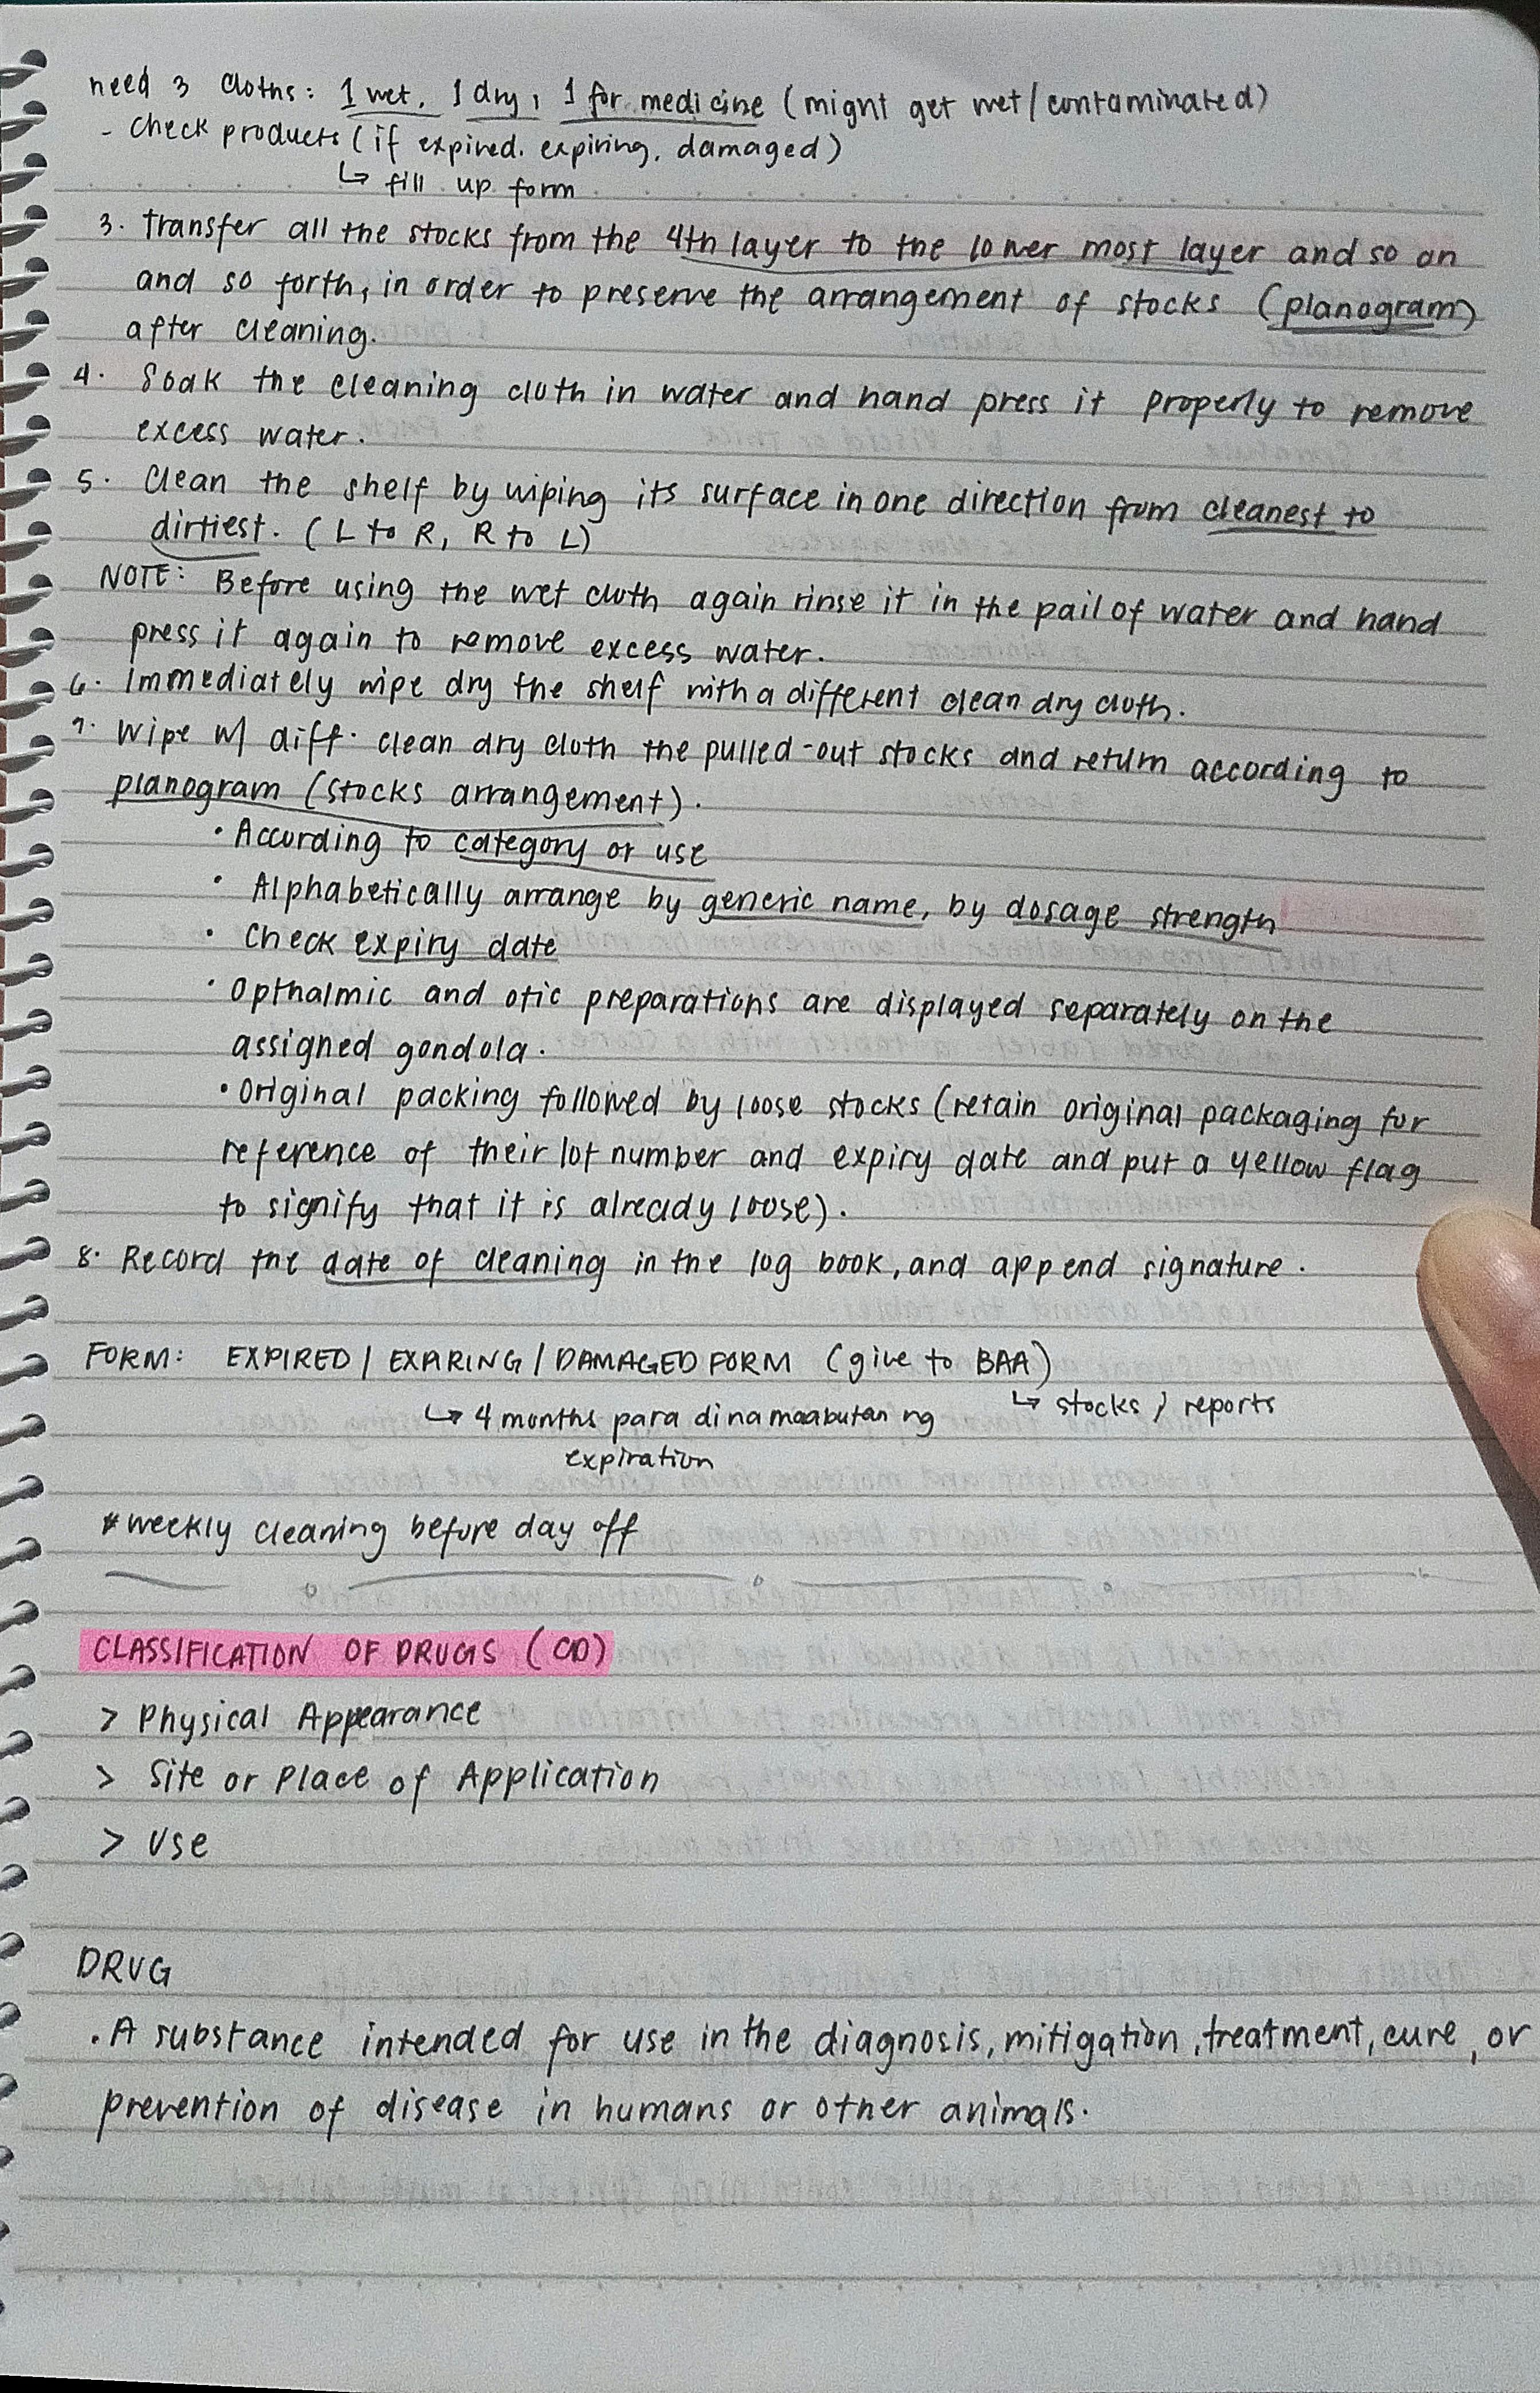 need 3 cloths: 1 wet, 1 dry, 1 for medicine (might get wet/contaminated)
- check products (if expired, expiring, damaged)
↳ fill up form
3. Transfer all the stocks from the 4th layer to the lower most layer and so on
and so forth, in order to preserve the arrangement of stocks (planogram)
after cleaning.
4. Soak the cleaning cloth in water and hand press it properly to remove
excess water.
5. Clean the shelf by wiping its surface in one direction from cleanest to
dirtiest. (L to R, R to L)
NOTE: Before using the wet cloth again rinse it in the pail of water and hand
press it again to remove excess water.
6. Immediately wipe dry the shelf with a different clean dry cloth.
7. Wipe w/ diff. clean dry cloth the pulled-out stocks and return according to
planogram (stocks arrangement).
• According to category or use
• Alphabetically arrange by generic name, by dosage strength
• Check expiry date
• Opthalmic and otic preparations are displayed separately on the
assigned gondola.
• Original packing followed by loose stocks (retain original packaging for
reference of their lot number and expiry date and put a yellow flag
to signify that it is already loose).
8. Record the date of cleaning in the log book, and append signature.
FORM: EXPIRED / EXPIRING / DAMAGED FORM (give to BAA)
↳ 4 months para di na maabutan ng ↳ stocks / reports
expiration
* weekly cleaning before day off
CLASSIFICATION OF DRUGS (CD)
> Physical Appearance
> Site or Place of Application
> Use
DRUG
. A substance intended for use in the diagnosis, mitigation, treatment, cure, or
prevention of disease in humans or other animals.